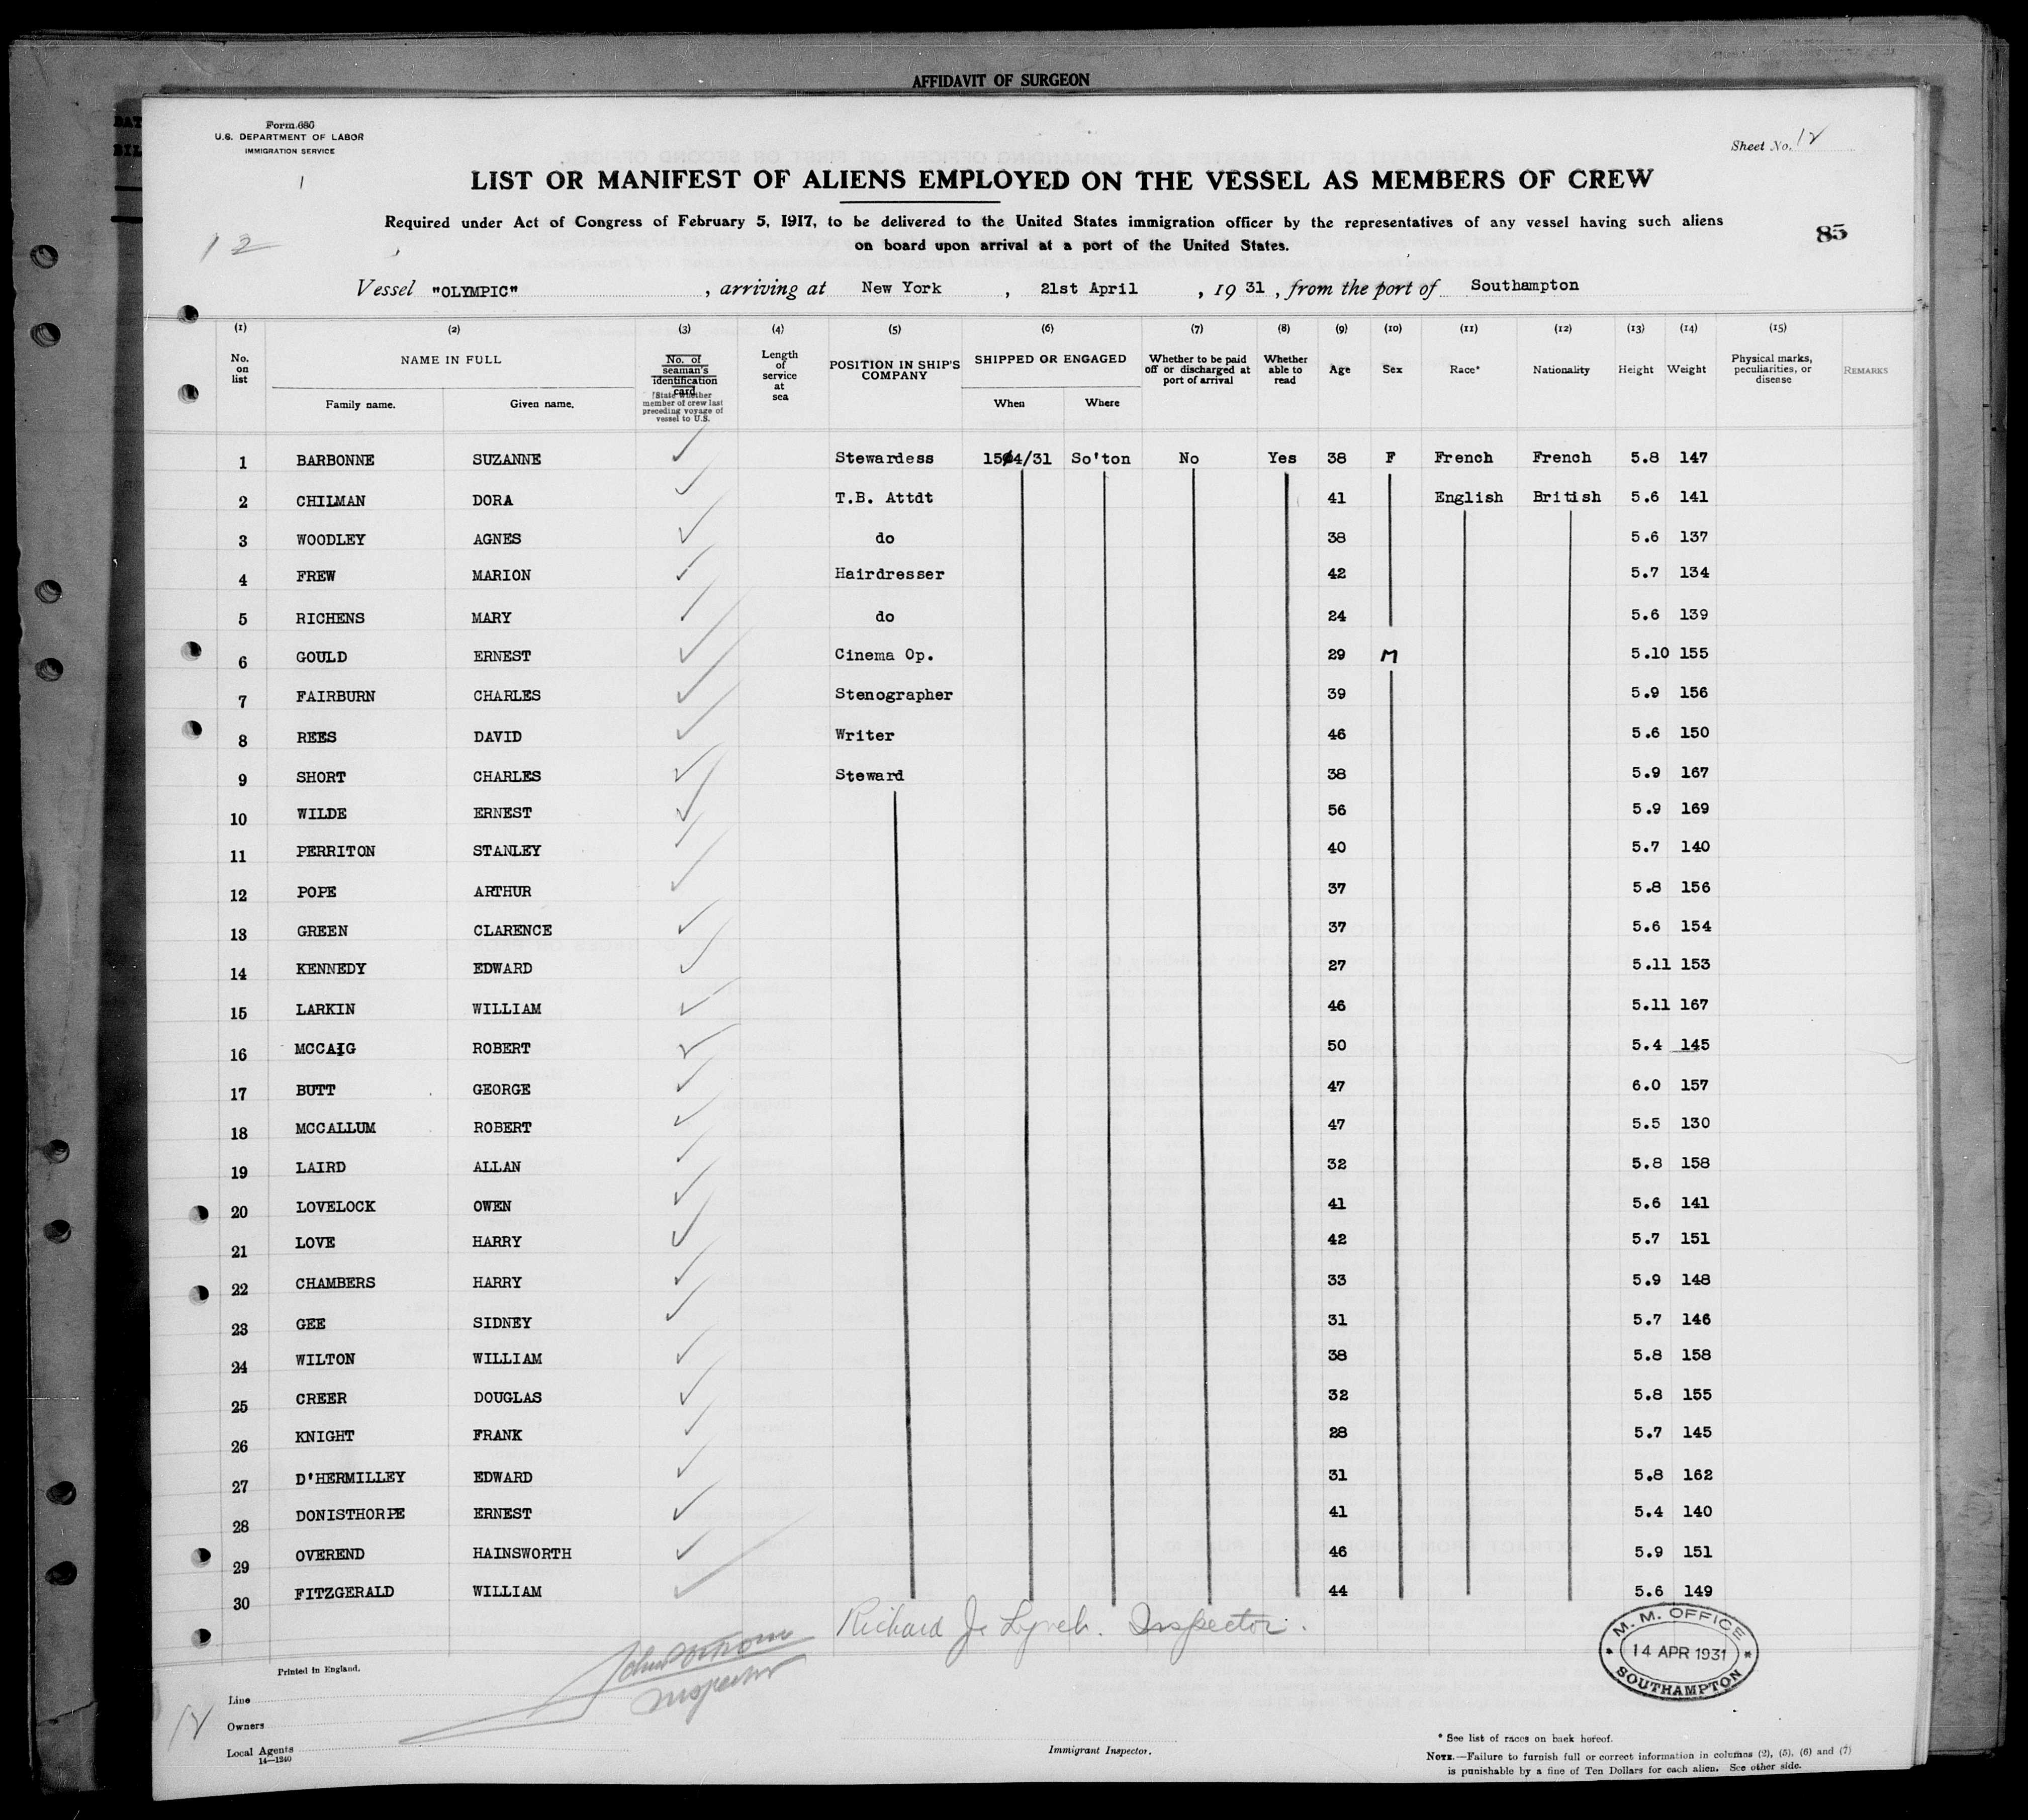 AFFIDAVIT OF SURGEON
Form 680
U.S. DEPARTMENT OF LABOR
IMMIGRATION SERVICE
Sheet No. 12
1
LIST OR MANIFEST OF ALIENS EMPLOYED ON THE VESSEL AS MEMBERS OF CREW
Required under Act of Congress of February 5, 1917, to be delivered to the United States immigration officer by the representatives of any vessel having such aliens
on board upon arrival at a port of the United States.
85
12
Vessel "OLYMPIC", arriving at New York, 21st April, 1931, from the port of Southampton
(1) (2) (3) (4) (5) (6) (7) (8) (9) (10) (11) (12) (13) (14) (15)
No. on list
NAME IN FULL
Family name. Given name.
No. of seaman's identification card
(State whether member of crew last preceding voyage of vessel to U.S.
Length of service at sea
POSITION IN SHIP'S COMPANY
SHIPPED OR ENGAGED
When Where
Whether to be paid off or discharged at port of arrival
Whether able to read
Age
Sex
Race*
Nationality
Height
Weight
Physical marks, peculiarities, or disease
REMARKS
1 BARBONNE SUZANNE Stewardess 15/4/31 So'ton No Yes 38 F French French 5.8 147
2 CHILMAN DORA T.B. Attdt 41 English British 5.6 141
3 WOODLEY AGNES do 38 5.6 137
4 FREW MARION Hairdresser 42 5.7 134
5 RICHENS MARY do 24 5.6 139
6 GOULD ERNEST Cinema Op. 29 M 5.10 155
7 FAIRBURN CHARLES Stenographer 39 5.9 156
8 REES DAVID Writer 46 5.6 150
9 SHORT CHARLES Steward 38 5.9 167
10 WILDE ERNEST 56 5.9 169
11 PERRITON STANLEY 40 5.7 140
12 POPE ARTHUR 37 5.8 156
13 GREEN CLARENCE 37 5.6 154
14 KENNEDY EDWARD 27 5.11 153
15 LARKIN WILLIAM 46 5.11 167
16 MCCAIG ROBERT 50 5.4 145
17 BUTT GEORGE 47 6.0 157
18 MCCALLUM ROBERT 47 5.5 130
19 LAIRD ALLAN 32 5.8 158
20 LOVELOCK OWEN 41 5.6 141
21 LOVE HARRY 42 5.7 151
22 CHAMBERS HARRY 33 5.9 148
23 GEE SIDNEY 31 5.7 146
24 WILTON WILLIAM 38 5.8 158
25 CREER DOUGLAS 32 5.8 155
26 KNIGHT FRANK 28 5.7 145
27 D'HERMILLEY EDWARD 31 5.8 162
28 DONISTHORPE ERNEST 41 5.4 140
29 OVEREND HAINSWORTH 46 5.9 151
30 FITZGERALD WILLIAM 44 5.6 149
Richard J. Lynch. Inspector.
John
Inspector
M. M. OFFICE
14 APR 1931
SOUTHAMPTON
Printed in England.
Line
12
Owners
Local Agents
14—1240
Immigrant Inspector.
* See list of races on back hereof.
NOTE.—Failure to furnish full or correct information in columns (2), (5), (6) and (7)
is punishable by a fine of Ten Dollars for each alien. See other side.